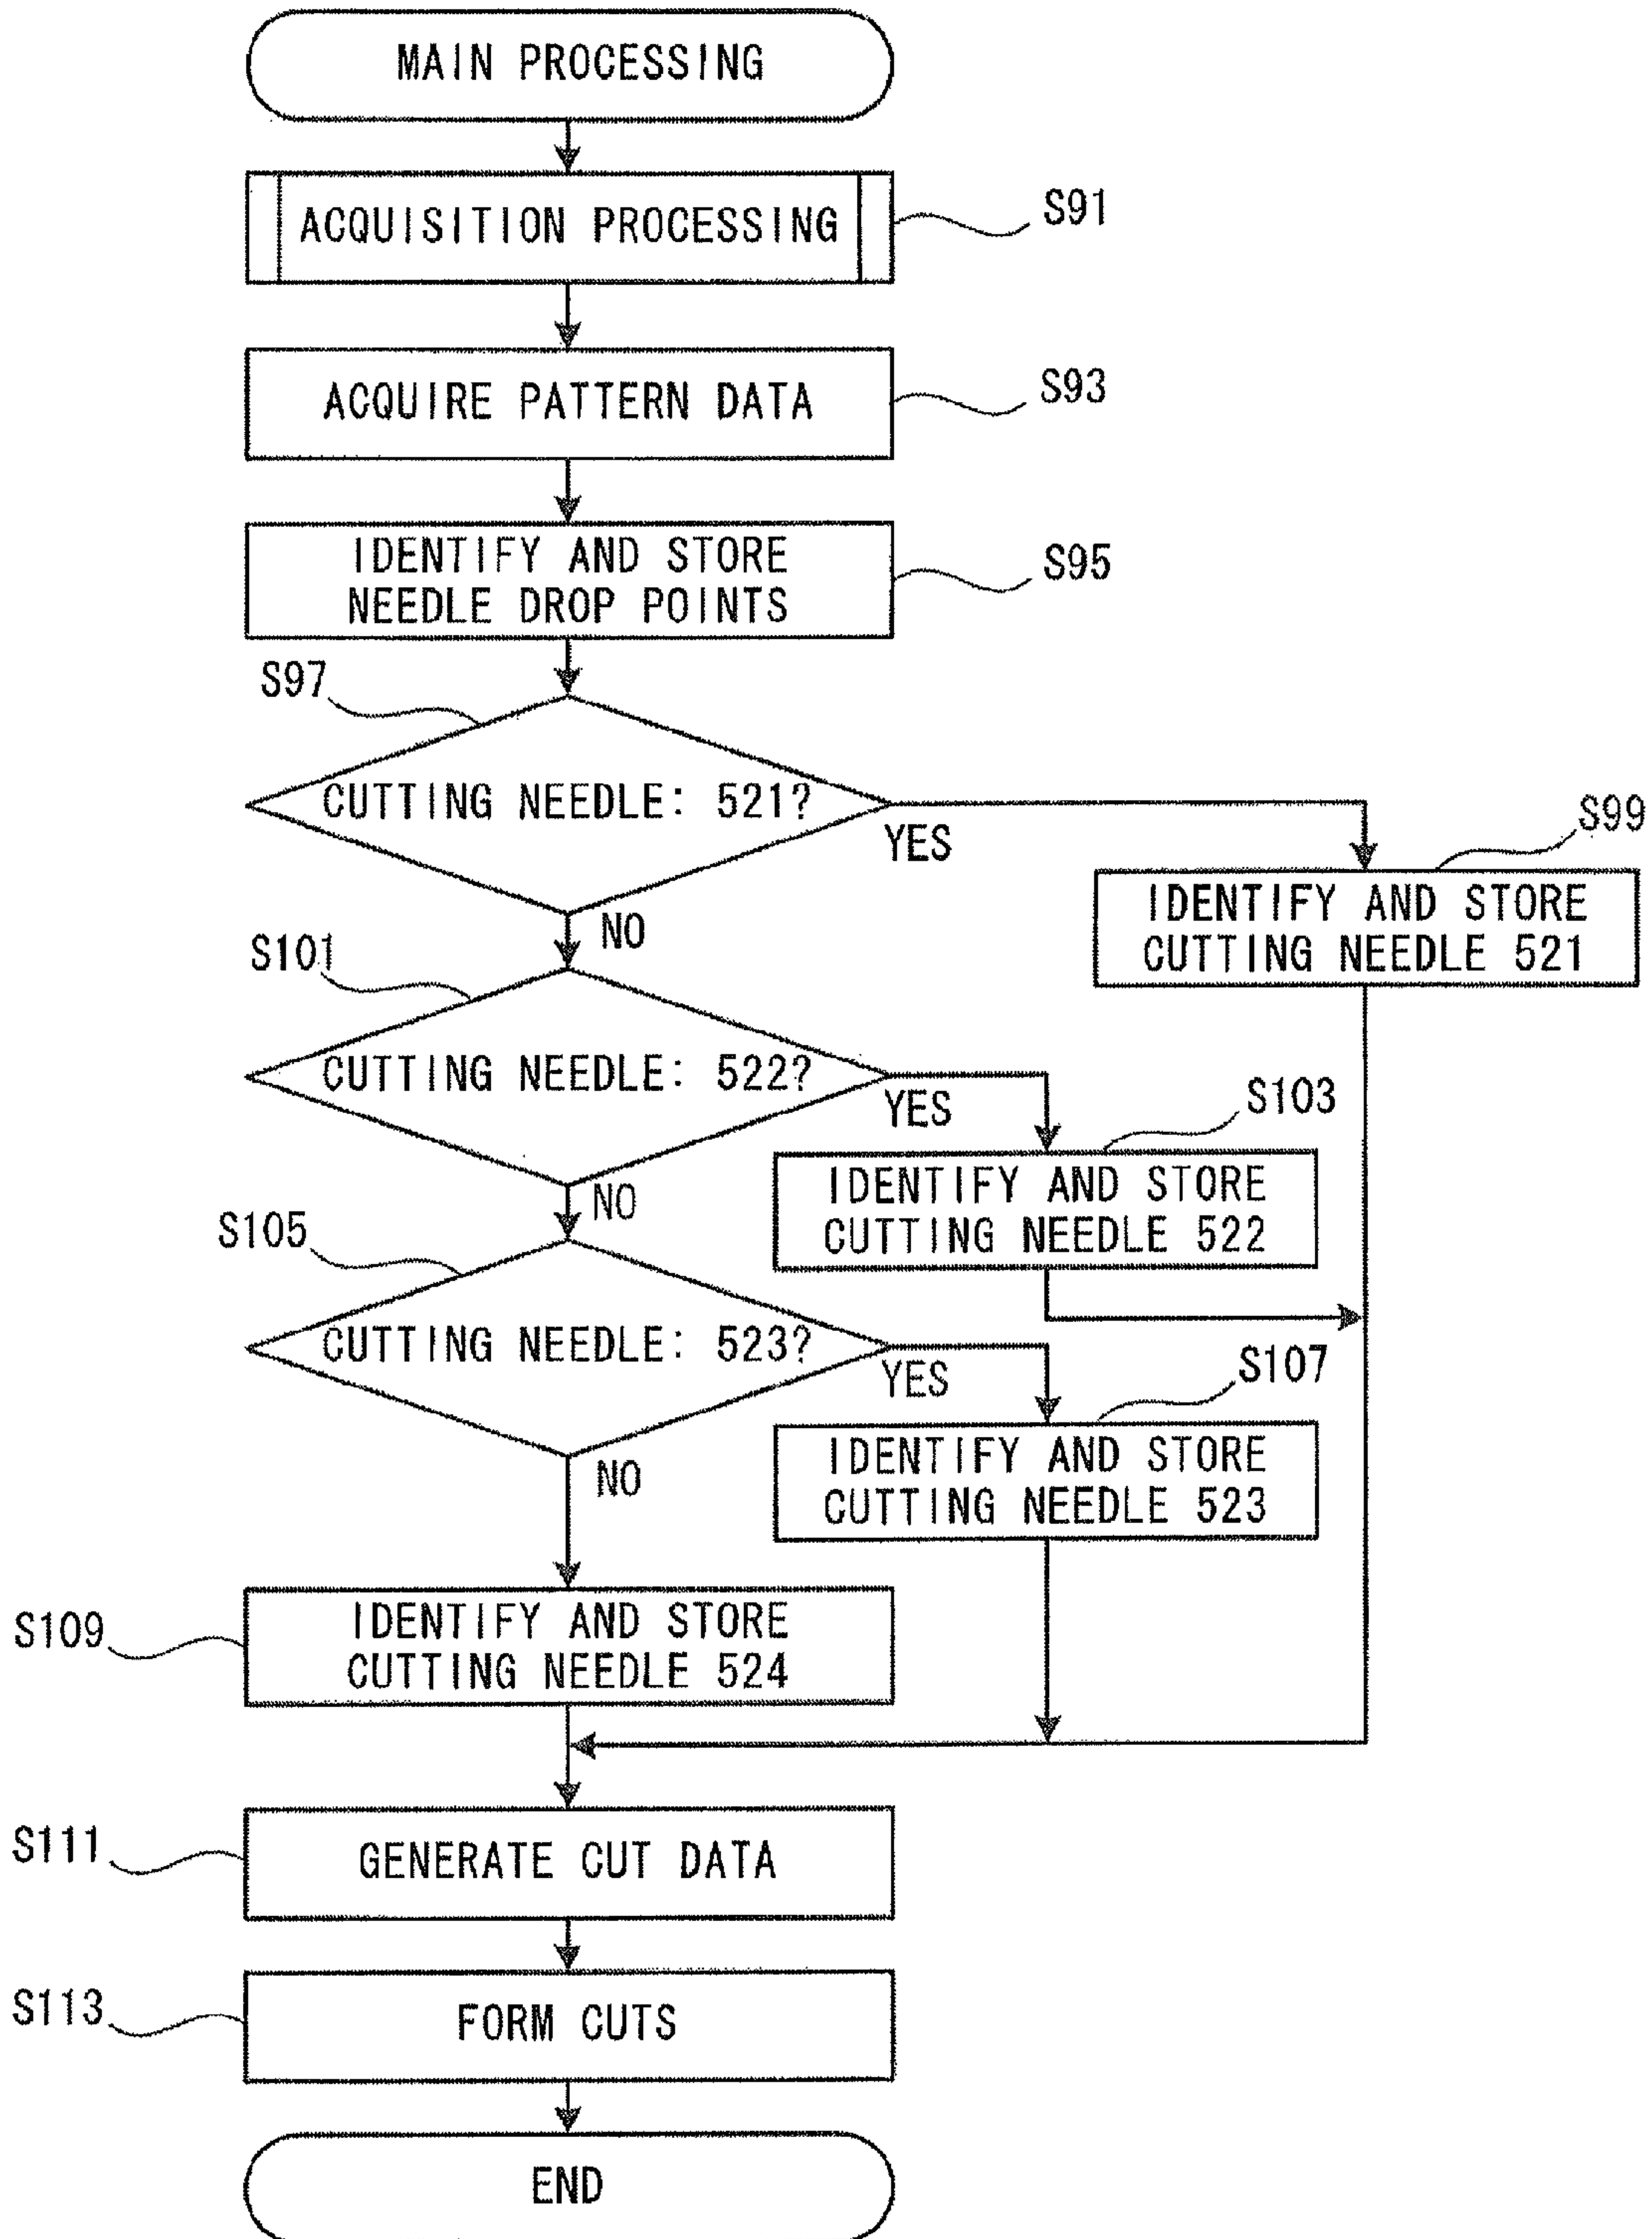 MAIN PROCESSING
ACQUISITION PROCESSING
S91
ACQUIRE PATTERN DATA
S93
IDENTIFY AND STORE
NEEDLE DROP POINTS
S95
S97
CUTTING NEEDLE: 521?
YES
NO
S99
IDENTIFY AND STORE
CUTTING NEEDLE 521
S101
CUTTING NEEDLE: 522?
YES
NO
S103
IDENTIFY AND STORE
CUTTING NEEDLE 522
S105
CUTTING NEEDLE: 523?
YES
NO
S107
IDENTIFY AND STORE
CUTTING NEEDLE 523
S109
IDENTIFY AND STORE
CUTTING NEEDLE 524
S111
GENERATE CUT DATA
S113
FORM CUTS
END